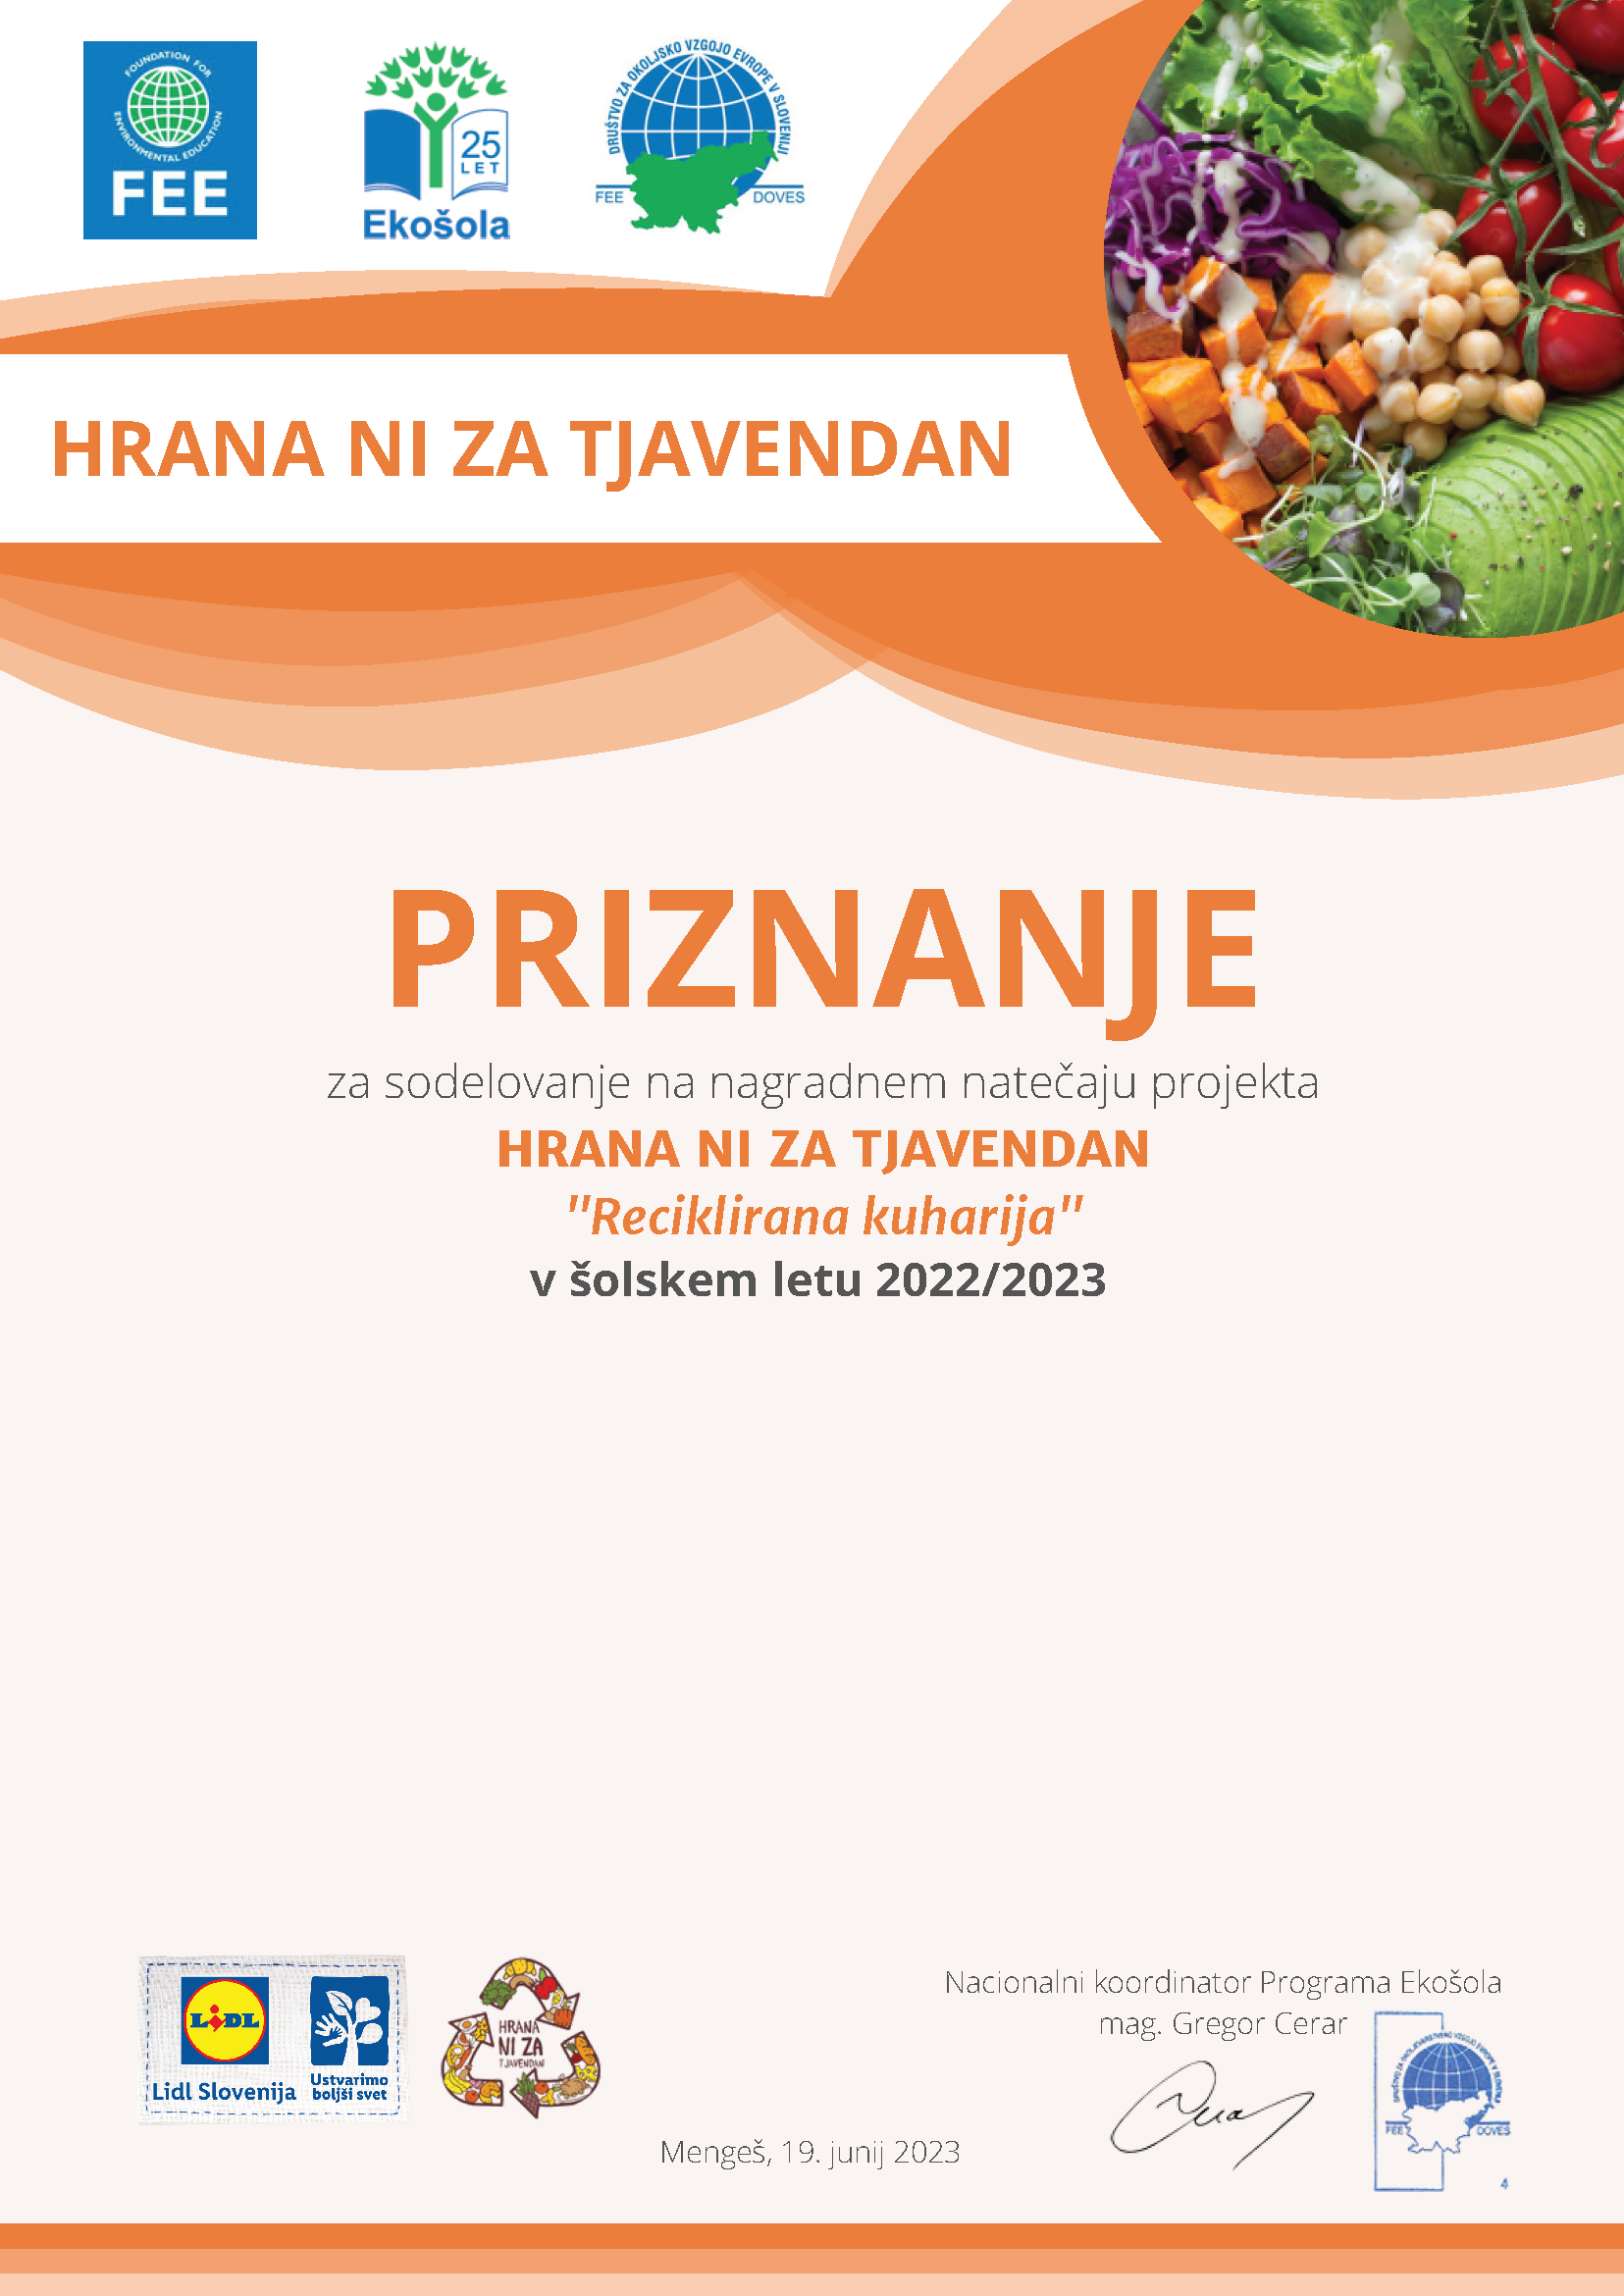 FOUNDATION FOR
ENVIRONMENTAL EDUCATION
FEE
25
LET
Ekošola
DRUŠTVO ZA OKOLJSKO VZGOJO EVROPE V SLOVENIJI
FEE DOVES
HRANA NI ZA TJAVENDAN
PRIZNANJE
za sodelovanje na nagradnem natečaju projekta
HRANA NI ZA TJAVENDAN
"Reciklirana kuharija"
v šolskem letu 2022/2023
LIDL
Lidl Slovenija
Ustvarimo
boljši svet
HRANA
NI ZA
TJAVENDAN
Nacionalni koordinator Programa Ekošola
mag. Gregor Cerar
FEE DOVES
4
Mengeš, 19. junij 2023